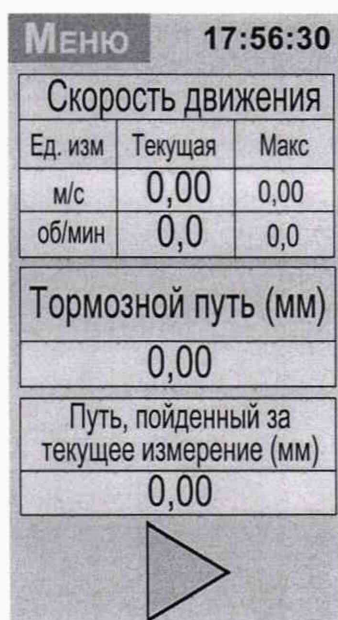 Меню 17:56:30
Скорость движения
Ед. изм Текущая Макс
м/с 0,00 0,00
об/мин 0,0 0,0
Тормозной путь (мм)
0,00
Путь, пойденный за
текущее измерение (мм)
0,00